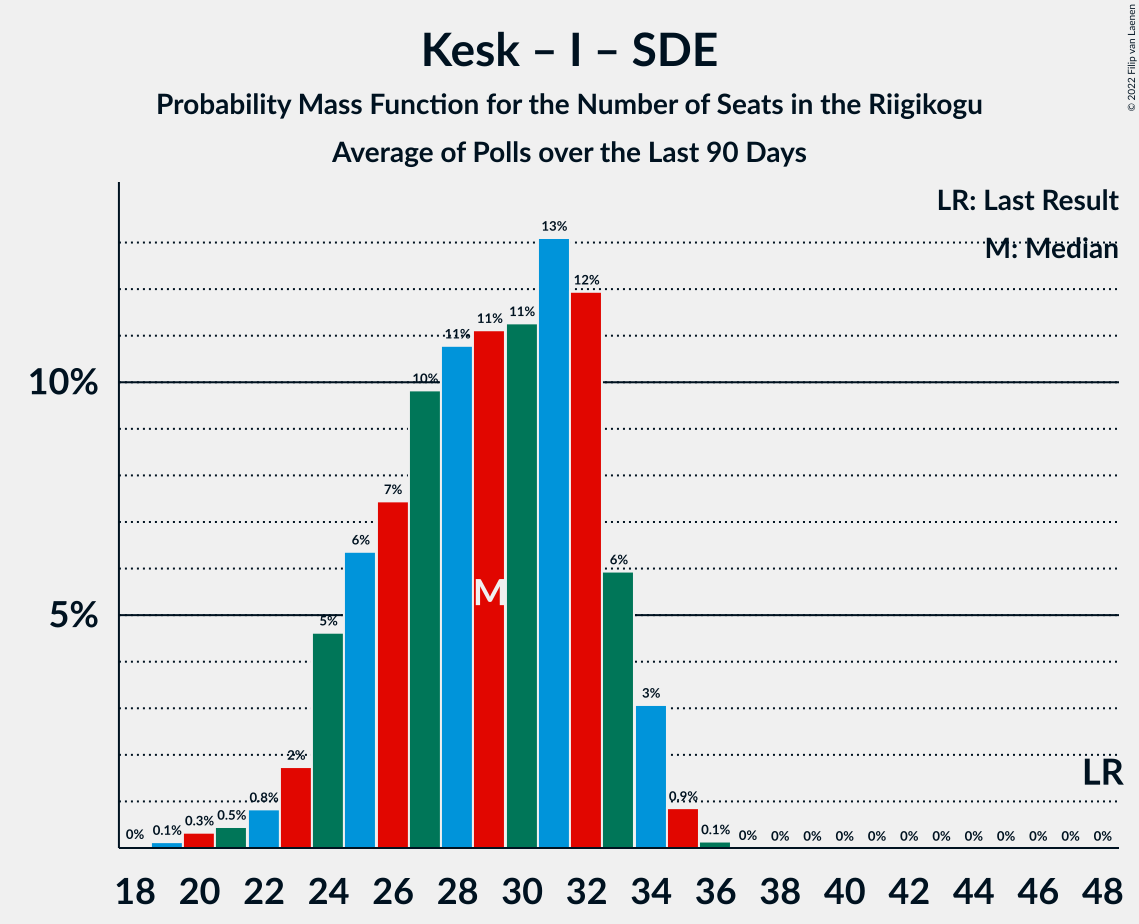 Kesk – I – SDE
Probability Mass Function for the Number of Seats in the Riigikogu
Average of Polls over the Last 90 Days
© 2022 Filip van Laenen
LR: Last Result
M: Median
10%
5%
0% 0.1% 0.3% 0.5% 0.8% 2% 5% 6% 7% 10% 11% 11% 11% 13% 12% 6% 3% 0.9% 0.1% 0% 0% 0% 0% 0% 0% 0% 0% 0% 0% 0% 0%
M
LR
18 20 22 24 26 28 30 32 34 36 38 40 42 44 46 48